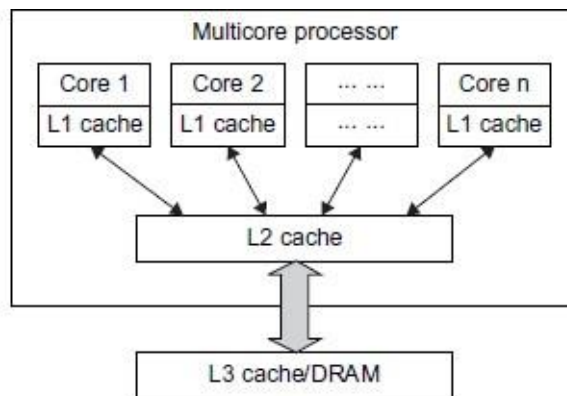 Multicore processor
Core 1 Core 2 ... ... Core n
L1 cache L1 cache ... ... L1 cache
L2 cache
L3 cache/DRAM